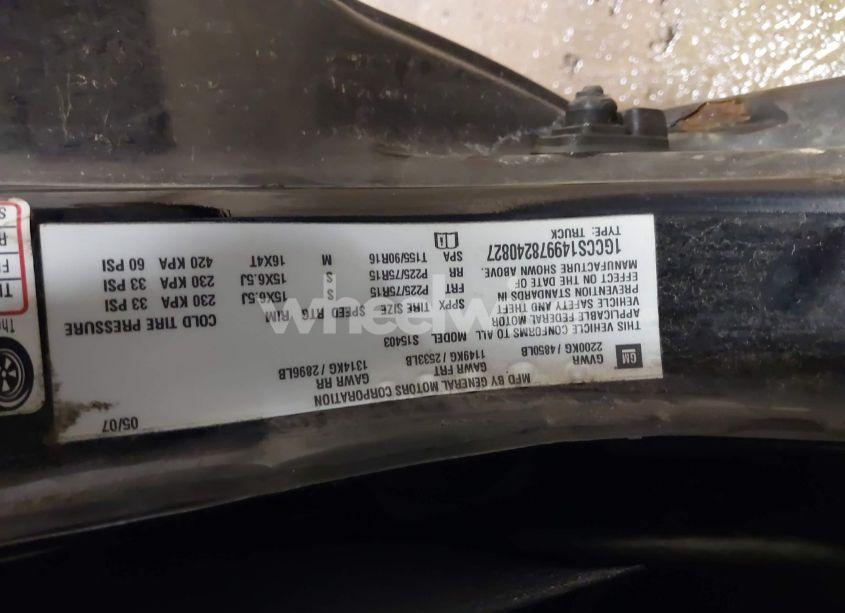 MFD BY GENERAL MOTORS CORPORATION
05/07
GM
GVWR
2200KG / 4850LB
GAWR FRT
1149KG / 2533LB
GAWR RR
1314KG / 2896LB
THIS VEHICLE CONFORMS TO ALL
APPLICABLE FEDERAL MOTOR
VEHICLE SAFETY AND THEFT
PREVENTION STANDARDS IN
EFFECT ON THE DATE OF
MANUFACTURE SHOWN ABOVE.
1GCCS149978240827
TYPE: TRUCK
MODEL S15403
COLD TIRE PRESSURE
SPPX TIRE SIZE SPEED RTG RIM
FRT P225/75R15 S 15X6.5J 230 KPA 33 PSI
RR P225/75R15 S 15X6.5J 230 KPA 33 PSI
SPA T155/90R16 M 16X4T 420 KPA 60 PSI
The